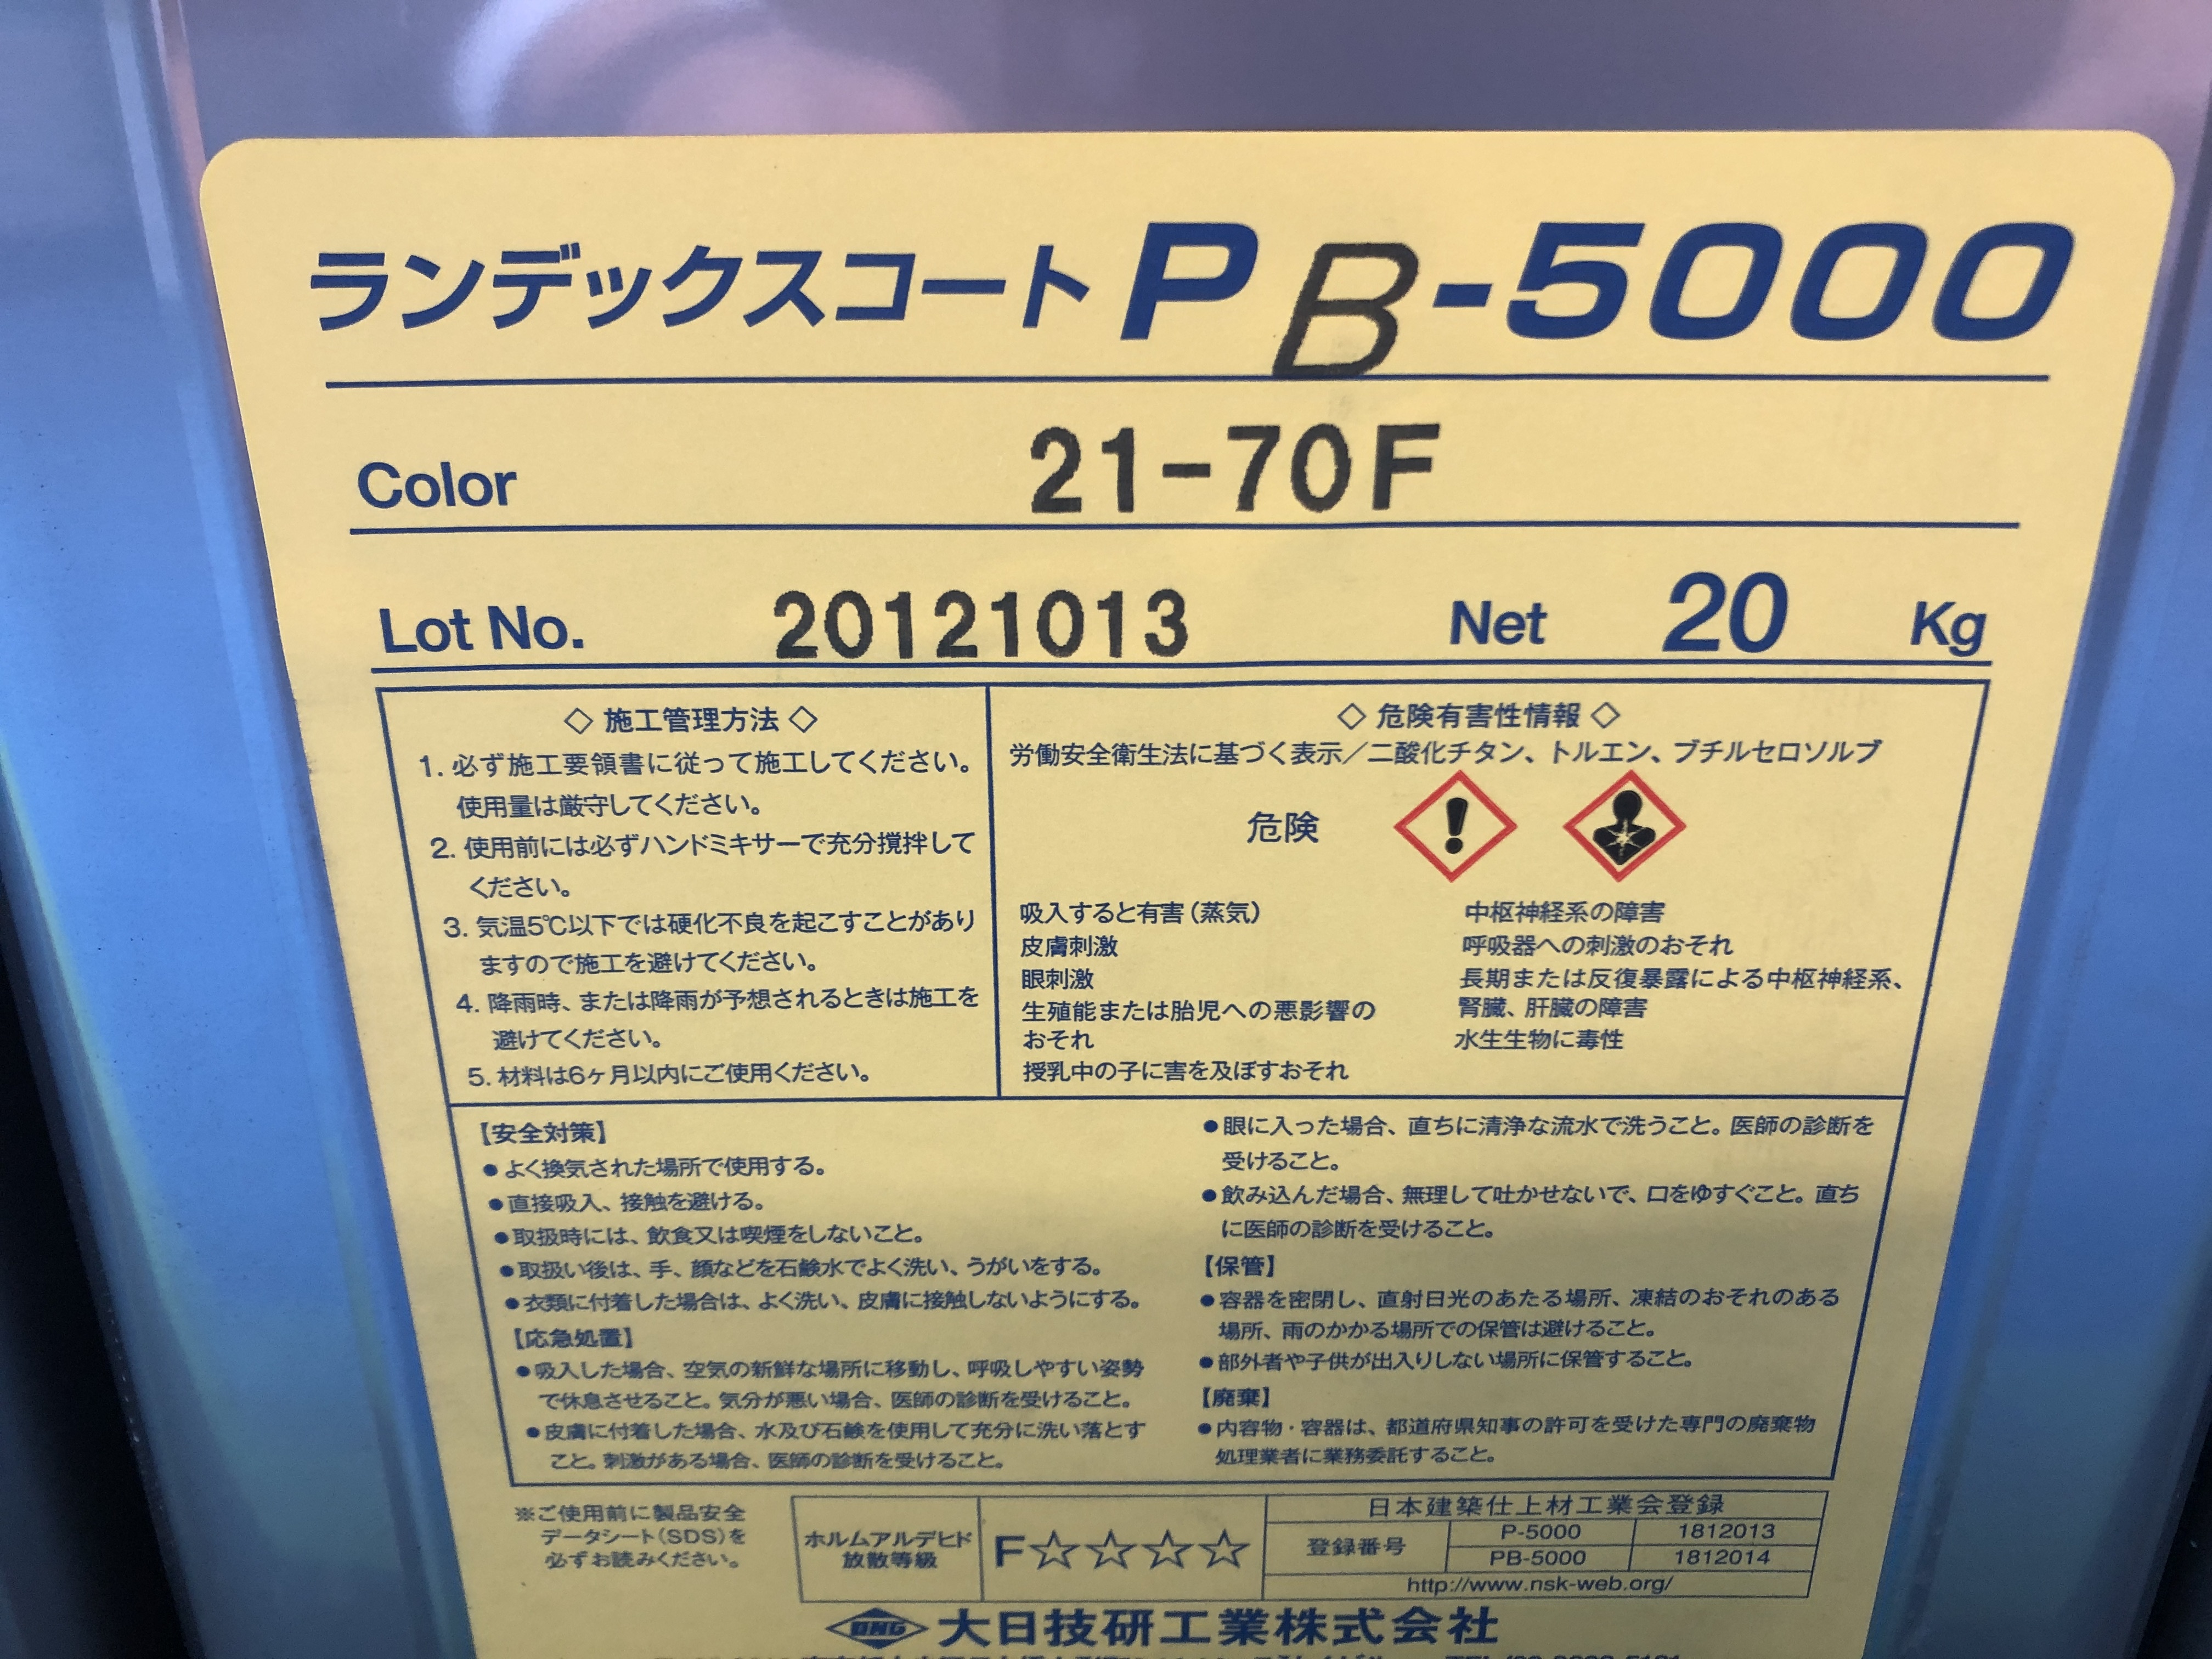 ランデックスコート PB-5000
Color 21-70F
Lot No. 20121013 Net 20 Kg
◇ 施工管理方法 ◇
1. 必ず施工要領書に従って施工してください。
使用量は厳守してください。
2. 使用前には必ずハンドミキサーで充分撹拌して
ください。
3. 気温5℃以下では硬化不良を起こすことがあり
ますので施工を避けてください。
4. 降雨時、または降雨が予想されるときは施工を
避けてください。
5. 材料は6ヶ月以内にご使用ください。
◇ 危険有害性情報 ◇
労働安全衛生法に基づく表示／二酸化チタン、トルエン、ブチルセロソルブ
危険
吸入すると有害（蒸気）
皮膚刺激
眼刺激
生殖能または胎児への悪影響の
おそれ
授乳中の子に害を及ぼすおそれ
中枢神経系の障害
呼吸器への刺激のおそれ
長期または反復暴露による中枢神経系、
腎臓、肝臓の障害
水生生物に毒性
【安全対策】
●よく換気された場所で使用する。
●直接吸入、接触を避ける。
●取扱時には、飲食又は喫煙をしないこと。
●取扱い後は、手、顔などを石鹸水でよく洗い、うがいをする。
●衣類に付着した場合は、よく洗い、皮膚に接触しないようにする。
【応急処置】
●吸入した場合、空気の新鮮な場所に移動し、呼吸しやすい姿勢
で休息させること。気分が悪い場合、医師の診断を受けること。
●皮膚に付着した場合、水及び石鹸を使用して充分に洗い落とす
こと。刺激がある場合、医師の診断を受けること。
●眼に入った場合、直ちに清浄な流水で洗うこと。医師の診断を
受けること。
●飲み込んだ場合、無理して吐かせないで、口をゆすぐこと。直ち
に医師の診断を受けること。
【保管】
●容器を密閉し、直射日光のあたる場所、凍結のおそれのある
場所、雨のかかる場所での保管は避けること。
●部外者や子供が出入りしない場所に保管すること。
【廃棄】
●内容物・容器は、都道府県知事の許可を受けた専門の廃棄物
処理業者に業務委託すること。
※ご使用前に製品安全
データシート（SDS）を
必ずお読みください。
ホルムアルデヒド
放散等級
F☆☆☆☆
日本建築仕上材工業会登録
登録番号
P-5000 1812013
PB-5000 1812014
http://www.nsk-web.org/
DNG 大日技研工業株式会社